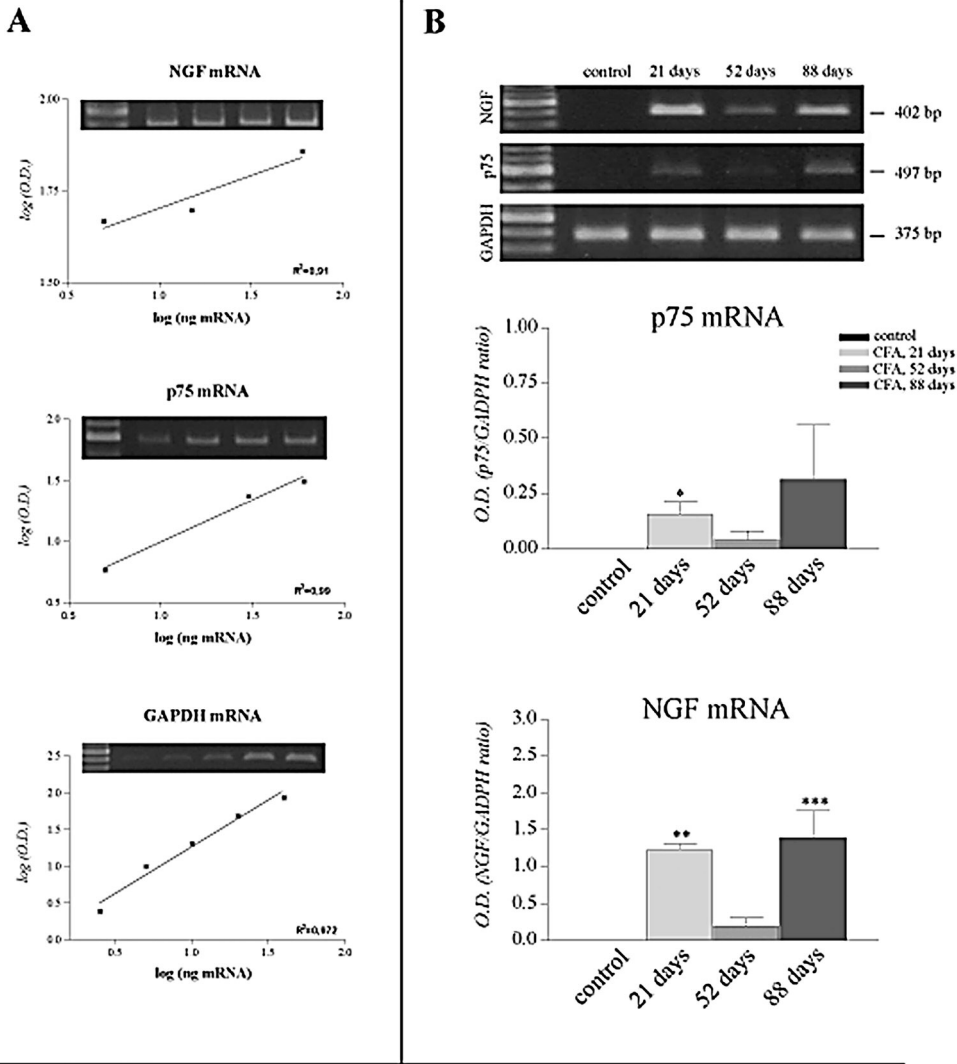 A
NGF mRNA
2.00
1.75
1.50
log (O.D.)
R²=0,91
0.5 1.0 1.5 2.0
log (ng mRNA)
p75 mRNA
2.0
1.5
1.0
0.5
log (O.D.)
R²=0,99
0.5 1.0 1.5 2.0
log (ng mRNA)
GAPDH mRNA
2.5
2.0
1.5
1.0
0.5
0.0
log (O.D.)
R²=0,972
0.5 1.0 1.5 2.0
log (ng mRNA)
B
control 21 days 52 days 88 days
NGF
402 bp
p75
497 bp
GAPDH
375 bp
p75 mRNA
1.00
0.75
0.50
0.25
0.00
O.D. (p75/GADPH ratio)
control
CFA, 21 days
CFA, 52 days
CFA, 88 days
*
control 21 days 52 days 88 days
NGF mRNA
3.0
2.5
2.0
1.5
1.0
0.5
0.0
O.D. (NGF/GADPH ratio)
**
***
control 21 days 52 days 88 days